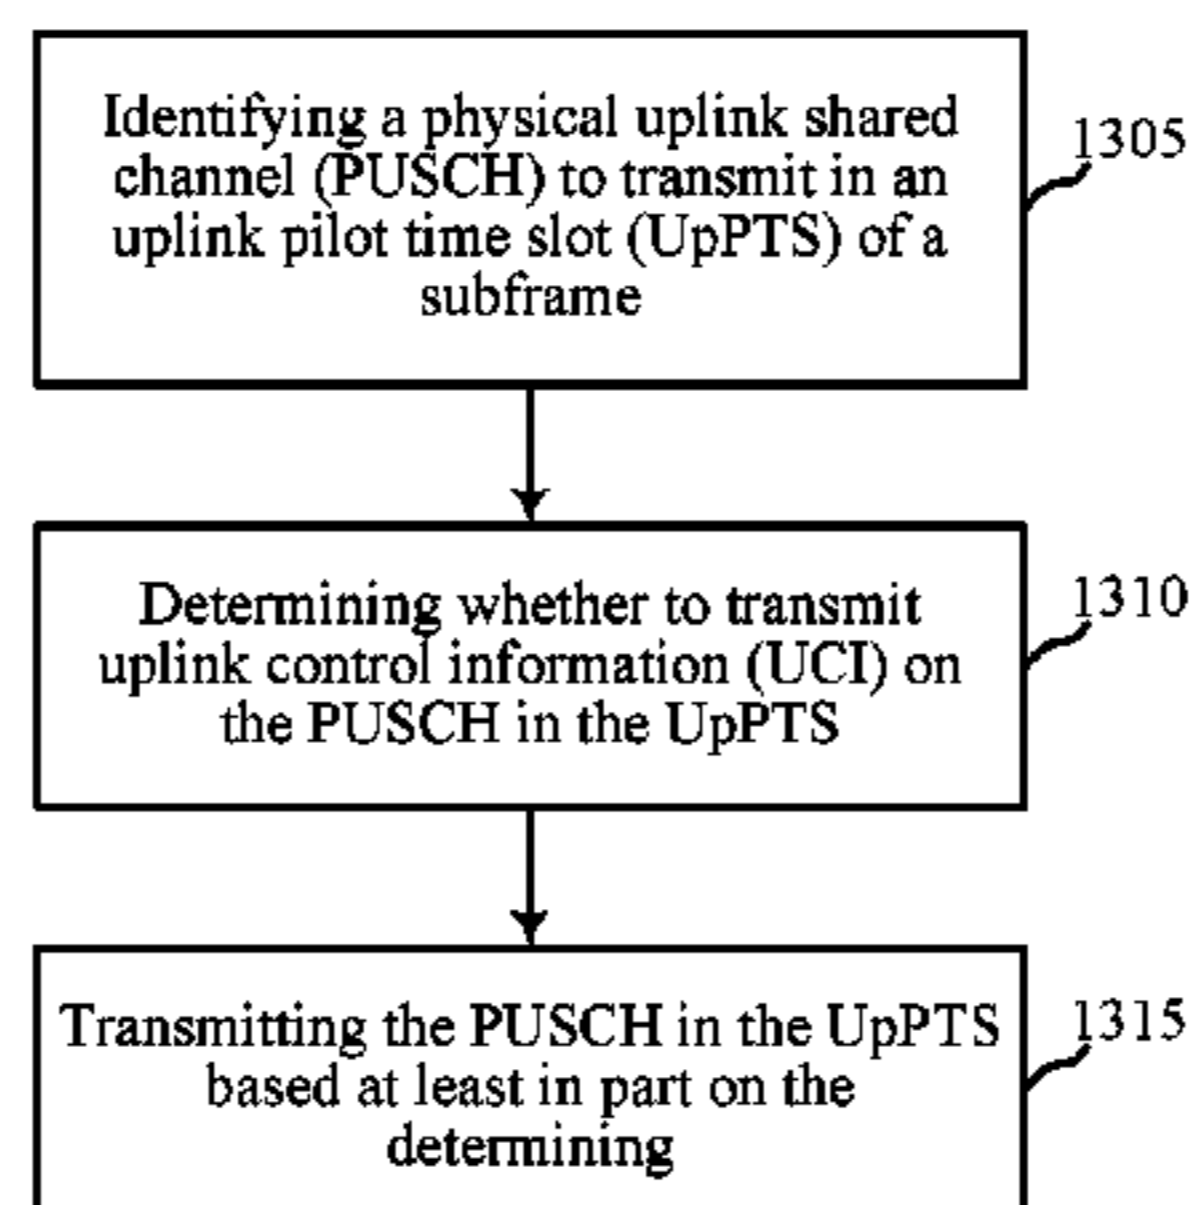 Identifying a physical uplink shared
channel (PUSCH) to transmit in an
uplink pilot time slot (UpPTS) of a
subframe
1305
Determining whether to transmit
uplink control information (UCI) on
the PUSCH in the UpPTS
1310
Transmitting the PUSCH in the UpPTS
based at least in part on the
determining
1315